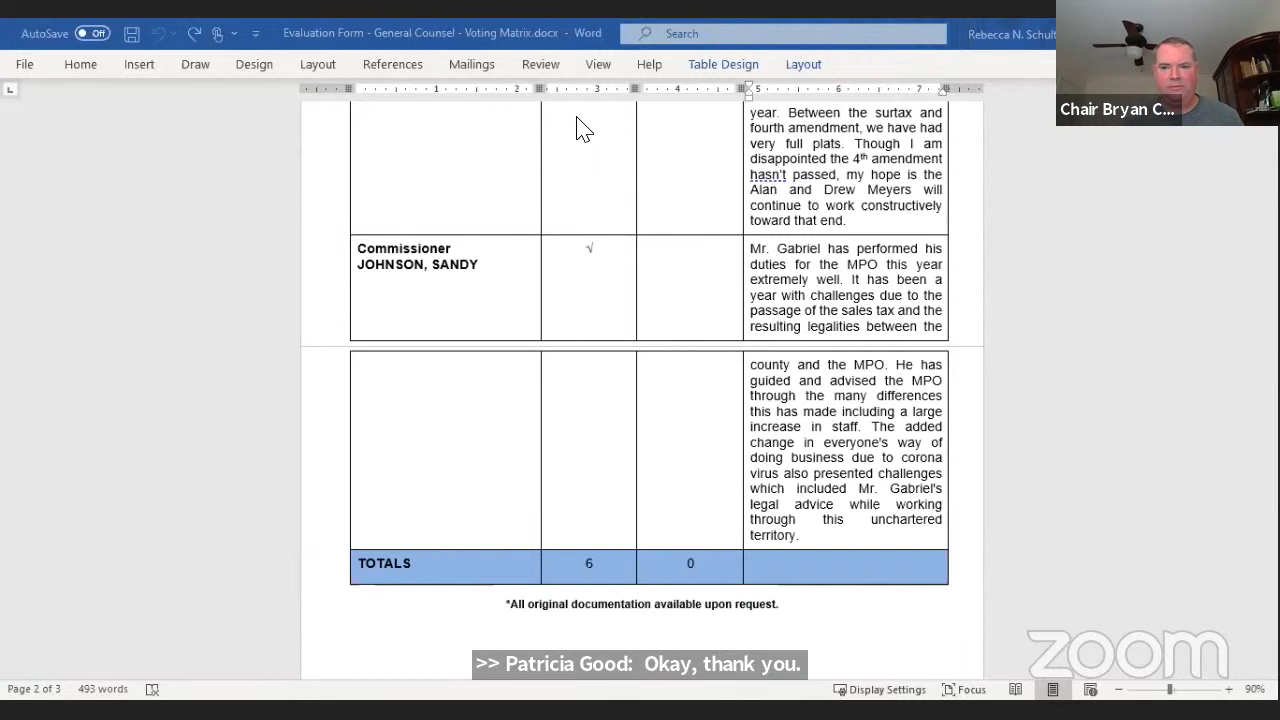 AutoSave Off
Evaluation Form - General Counsel - Voting Matrix.docx - Word
Search
Rebecca N. Schult
File Home Insert Draw Design Layout References Mailings Review View Help Table Design Layout
Chair Bryan C...
1 2 3 4 5 6 7
year. Between the surtax and
fourth amendment, we have had
very full plats. Though I am
disappointed the 4th amendment
hasn't passed, my hope is the
Alan and Drew Meyers will
continue to work constructively
toward that end.
Commissioner
JOHNSON, SANDY
√
Mr. Gabriel has performed his
duties for the MPO this year
extremely well. It has been a
year with challenges due to the
passage of the sales tax and the
resulting legalities between the
county and the MPO. He has
guided and advised the MPO
through the many differences
this has made including a large
increase in staff. The added
change in everyone's way of
doing business due to corona
virus also presented challenges
which included Mr. Gabriel's
legal advice while working
through this unchartered
territory.
TOTALS 6 0
*All original documentation available upon request.
>> Patricia Good: Okay, thank you.
zoom
Page 2 of 3 493 words Display Settings Focus 90%